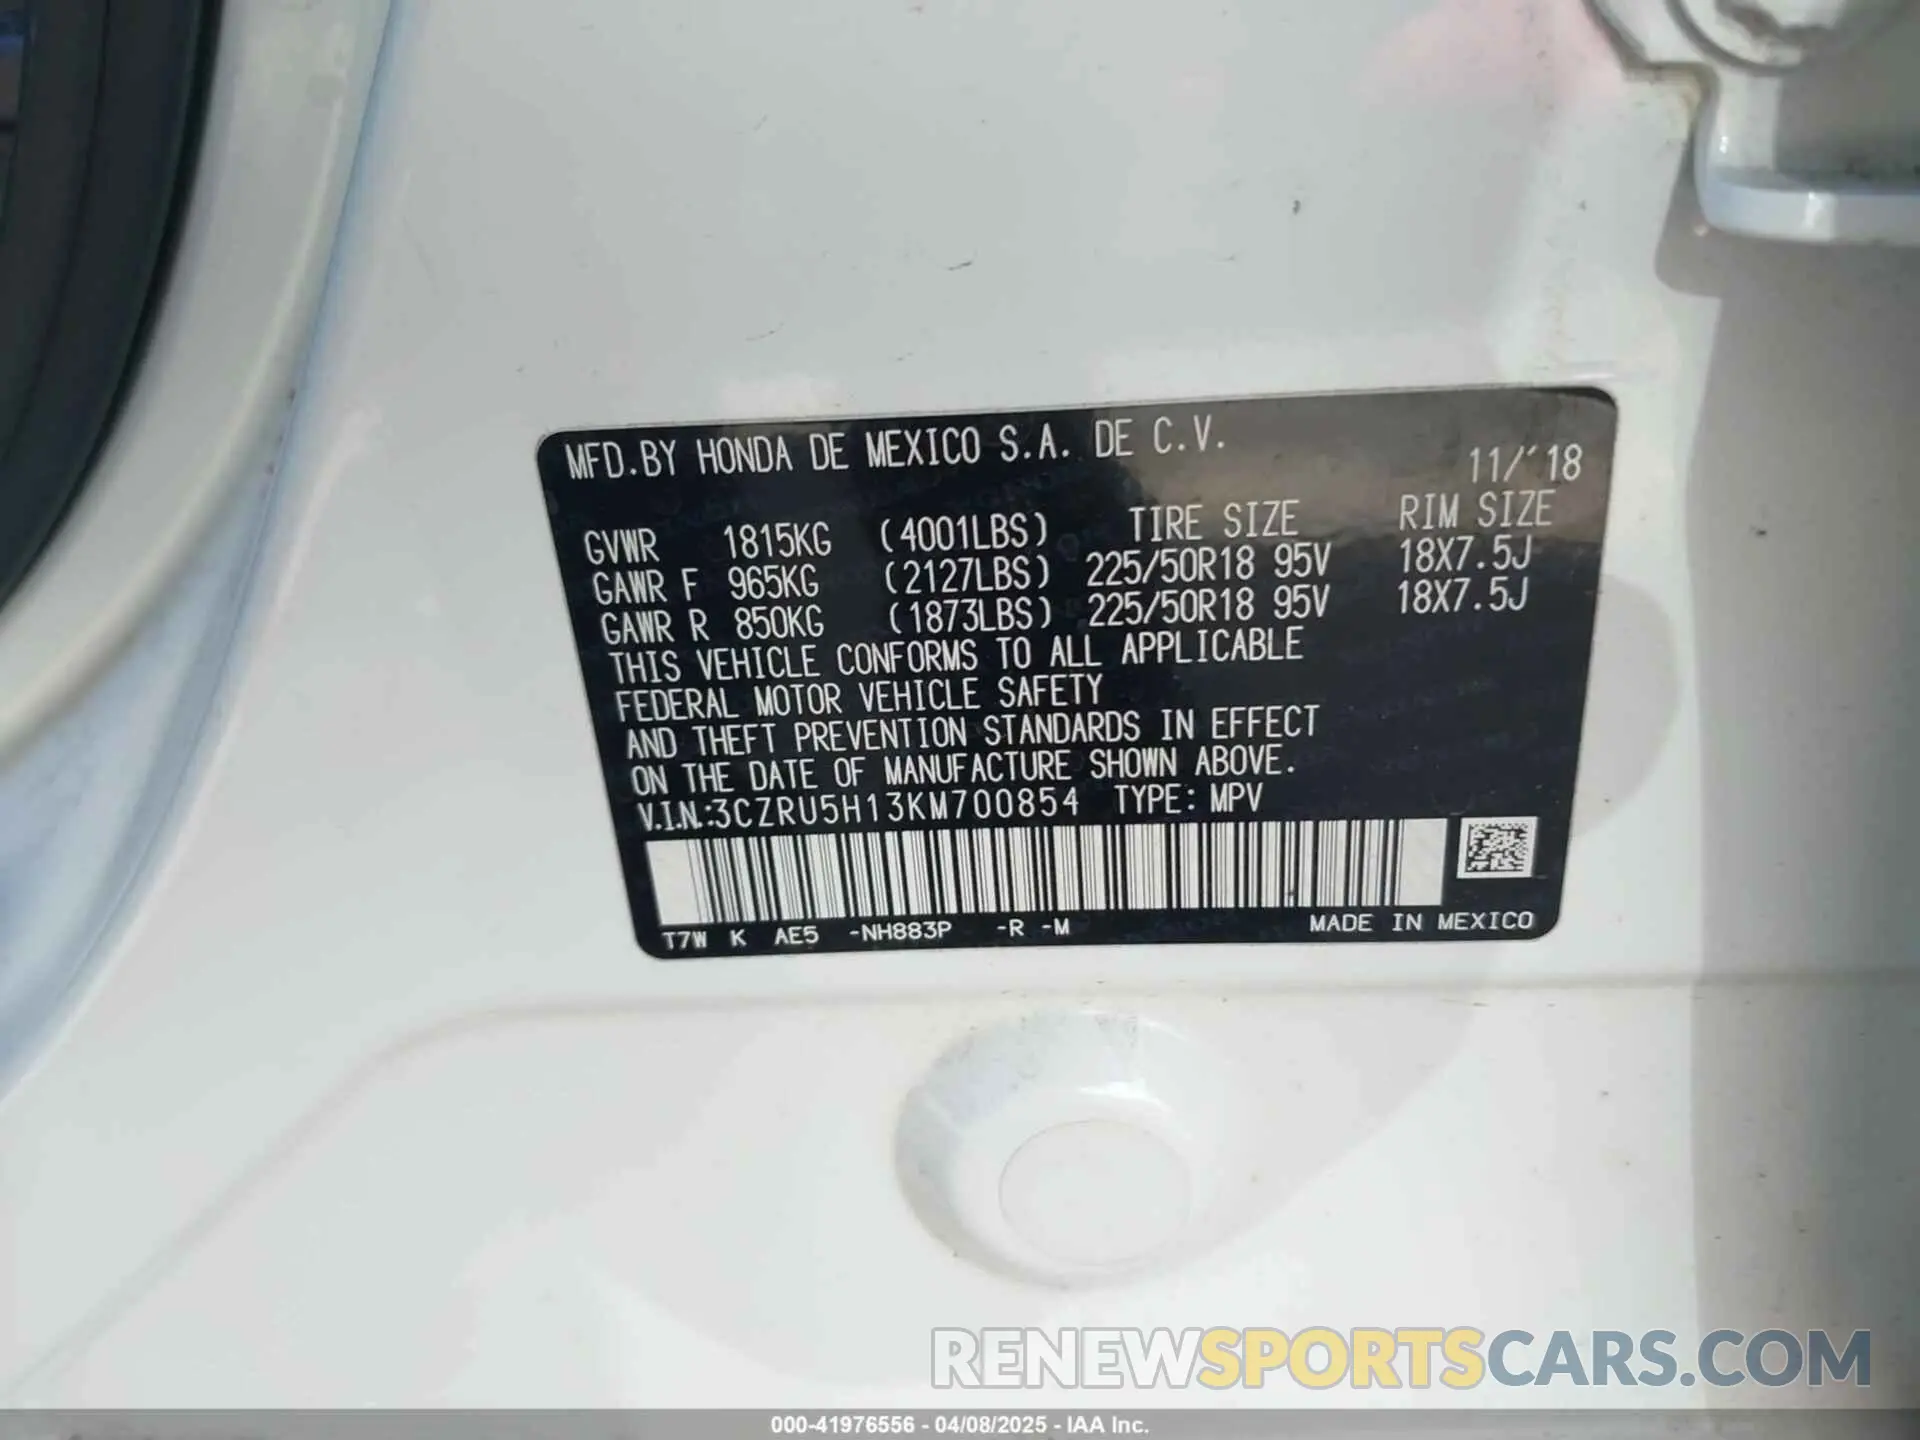 MFD.BY HONDA DE MEXICO S.A. DE C.V.
11/´18
GVWR 1815KG (4001LBS) TIRE SIZE RIM SIZE
GAWR F 965KG (2127LBS) 225/50R18 95V 18X7.5J
GAWR R 850KG (1873LBS) 225/50R18 95V 18X7.5J
THIS VEHICLE CONFORMS TO ALL APPLICABLE
FEDERAL MOTOR VEHICLE SAFETY
AND THEFT PREVENTION STANDARDS IN EFFECT
ON THE DATE OF MANUFACTURE SHOWN ABOVE.
V.I.N.:3CZRU5H13KM700854 TYPE: MPV
T7W K AE5 -NH883P -R -M MADE IN MEXICO
RENEWSPORTSCARS.COM
000-41976556 - 04/08/2025 - IAA Inc.